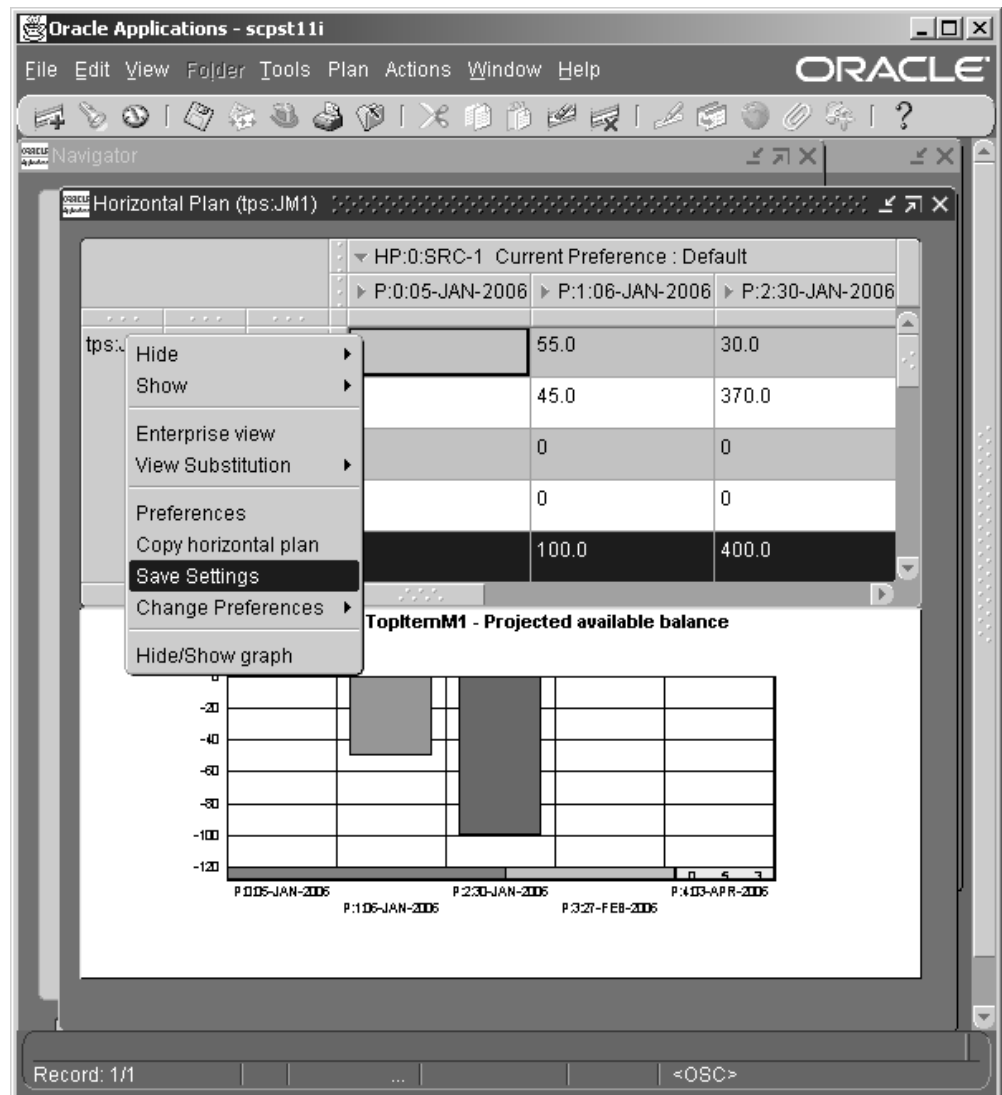 Oracle Applications - scpst11i
File Edit View Folder Tools Plan Actions Window Help
ORACLE
?
Navigator
Horizontal Plan (tps:JM1)
HP:0:SRC-1 Current Preference : Default
P:0:05-JAN-2006 P:1:06-JAN-2006 P:2:30-JAN-2006
55.0 30.0
45.0 370.0
0 0
0 0
100.0 400.0
Hide
Show
Enterprise view
View Substitution
Preferences
Copy horizontal plan
Save Settings
Change Preferences
Hide/Show graph
TopItemM1 - Projected available balance
0
-20
-40
-60
-80
-100
-120
0 5 3
P:0:05-JAN-2006 P:2:30-JAN-2006 P:4:03-APR-2006
P:1:06-JAN-2006 P:3:27-FEB-2006
Record: 1/1 ... <OSC>